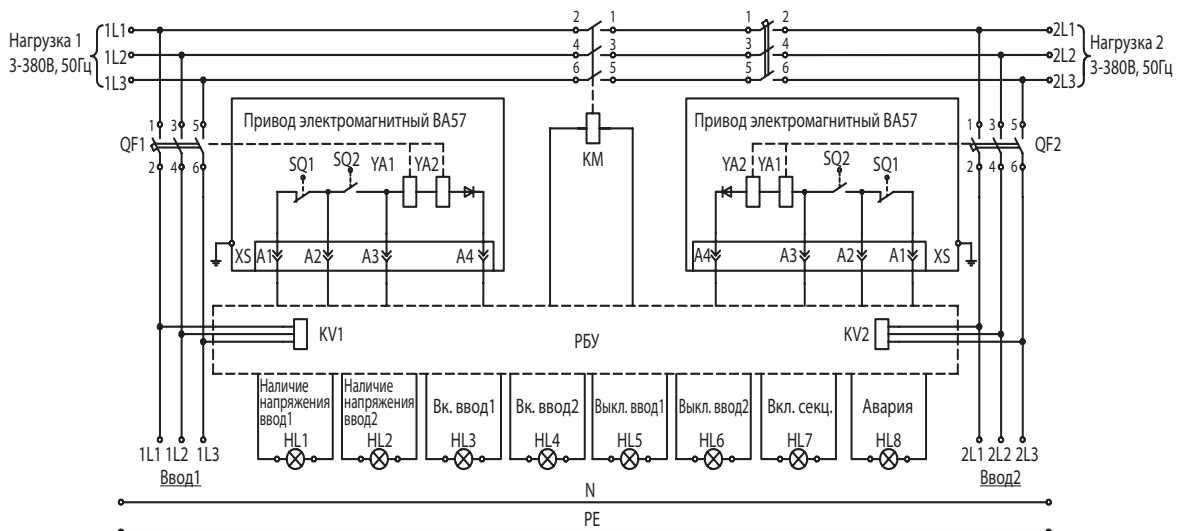 2 1 1 2
1L1 2L1
Нагрузка 1
3-380В, 50Гц
4 3 3 4
1L2 2L2
Нагрузка 2
3-380В, 50Гц
6 5 5 6
1L3 2L3
1 3 5
QF1
2 4 6
Привод электромагнитный ВА57
SQ1 SQ2 YA1 YA2
XS A1 A2 A3 A4
KM
Привод электромагнитный ВА57
YA2 YA1 SQ2 SQ1
A4 A3 A2 A1 XS
1 3 5
QF2
2 4 6
KV1
РБУ
KV2
Наличие
напряжения
ввод1
HL1
Наличие
напряжения
ввод2
HL2
Вк. ввод1
HL3
Вк. ввод2
HL4
Выкл. ввод1
HL5
Выкл. ввод2
HL6
Вкл. секц.
HL7
Авария
HL8
1L1 1L2 1L3
Ввод1
2L1 2L2 2L3
Ввод2
N
PE